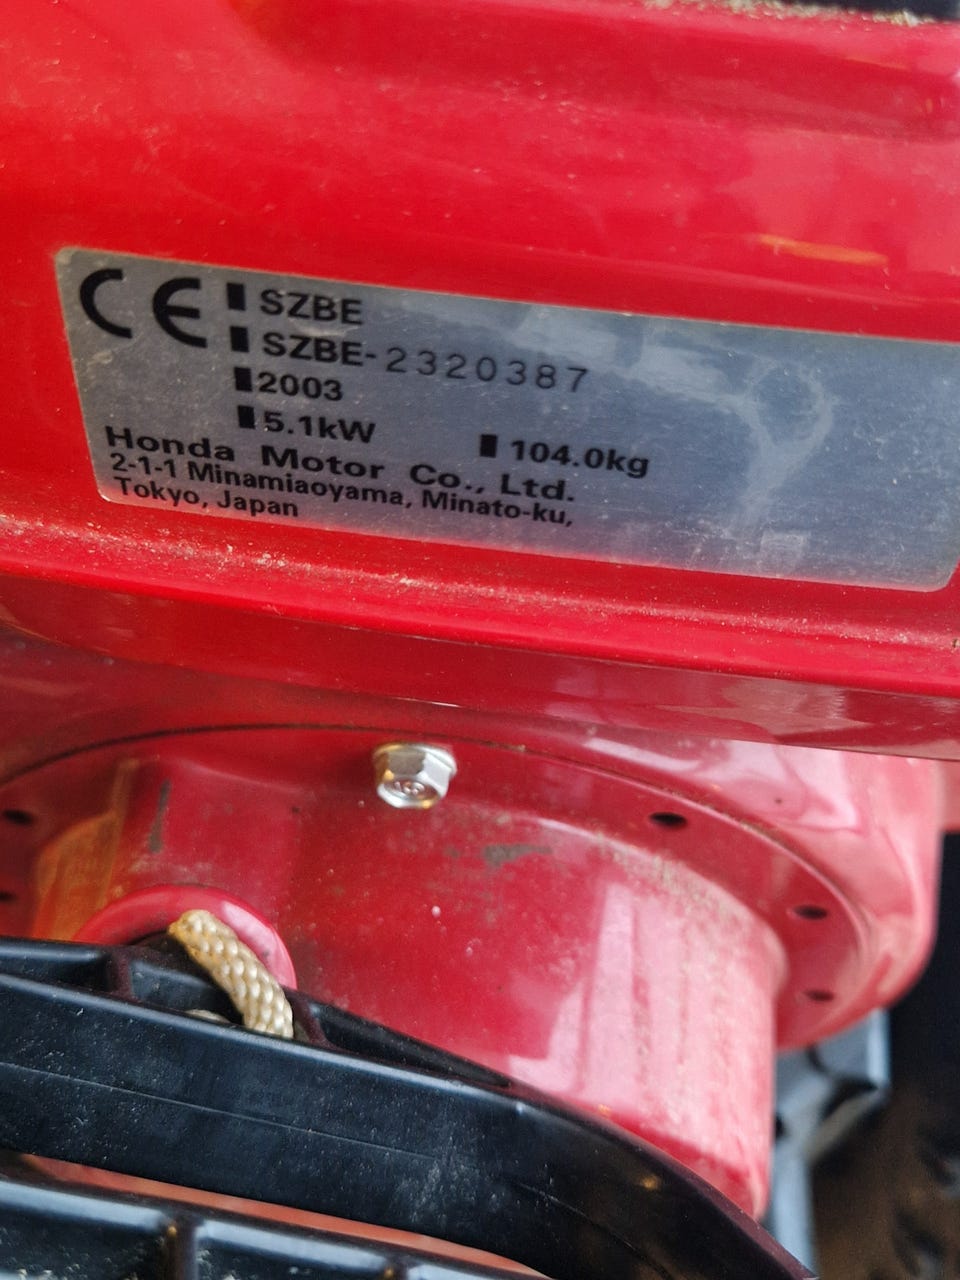 CE SZBE
SZBE-2320387
2003
5.1kW 104.0kg
Honda Motor Co., Ltd.
2-1-1 Minamiaoyama, Minato-ku,
Tokyo, Japan